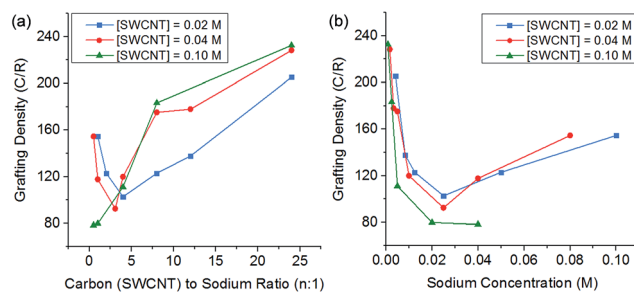 (a)
[SWCNT] = 0.02 M
[SWCNT] = 0.04 M
[SWCNT] = 0.10 M
Grafting Density (C/R)
240
200
160
120
80
0 5 10 15 20 25
Carbon (SWCNT) to Sodium Ratio (n:1)
(b)
[SWCNT] = 0.02 M
[SWCNT] = 0.04 M
[SWCNT] = 0.10 M
Grafting Density (C/R)
240
200
160
120
80
0.00 0.02 0.04 0.06 0.08 0.10
Sodium Concentration (M)